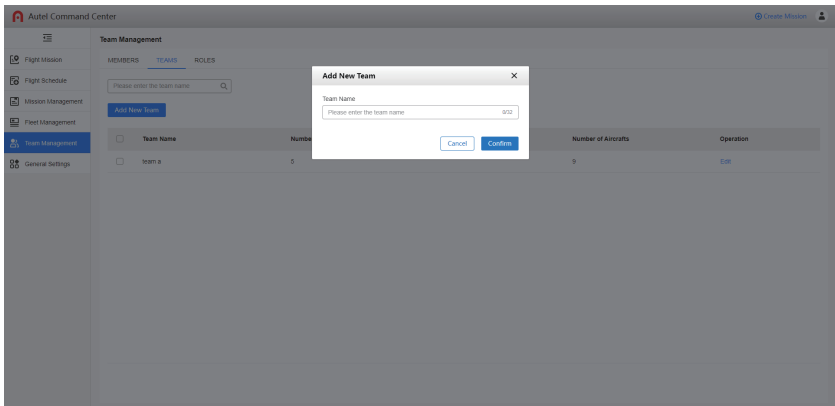 Autel Command Center
Create Mission
Team Management
Flight Mission
MEMBERS TEAMS ROLES
Add New Team
Flight Schedule
Please enter the team name
Team Name
Mission Management
Add New Team
Please enter the team name 0/32
Fleet Management
Cancel Confirm
Team Management
Team Name Numbe Number of Aircrafts Operation
General Settings
team a 5 9 Edit